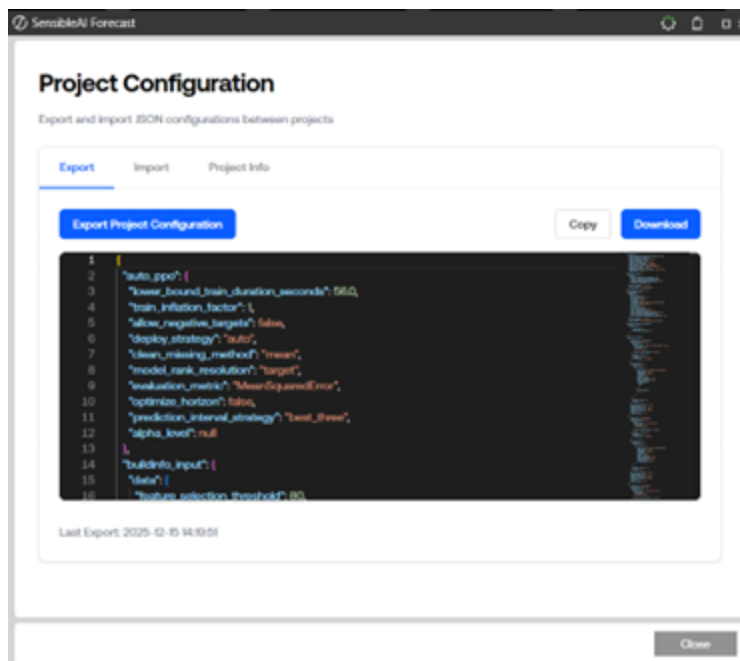 SensibleAI Forecast
Project Configuration
Export and import JSON configurations between projects
Export Import Project Info
Export Project Configuration Copy Download
1 {
2 "auto_ppo": {
3 "lower_bound_train_duration_seconds": 56.0,
4 "train_inflation_factor": 1,
5 "allow_negative_targets": false,
6 "deploy_strategy": "auto",
7 "clean_missing_method": "mean",
8 "model_rank_resolution": "target",
9 "evaluation_metric": "MeanSquaredError",
10 "optimize_horizon": false,
11 "prediction_interval_strategy": "best_three",
12 "alpha_level": null
13 },
14 "buildinfo_input": {
15 "data": {
16 "feature_selection_threshold": 80,
Last Export: 2025-12-15 14:19:51
Close